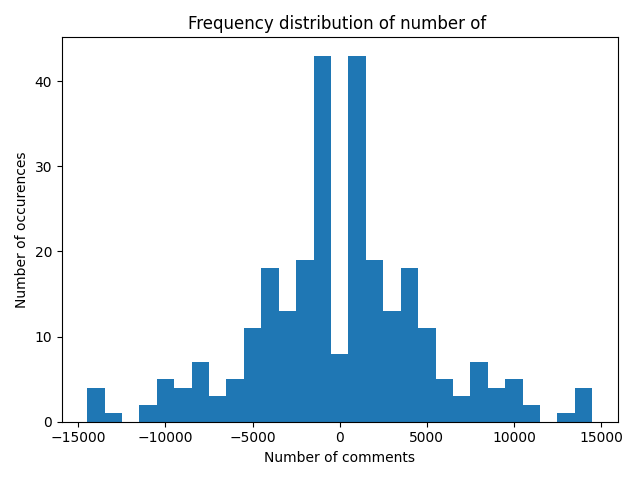 Frequency distribution of number of
Number of occurences
40
30
20
10
0
−15000 −10000 −5000 0 5000 10000 15000
Number of comments